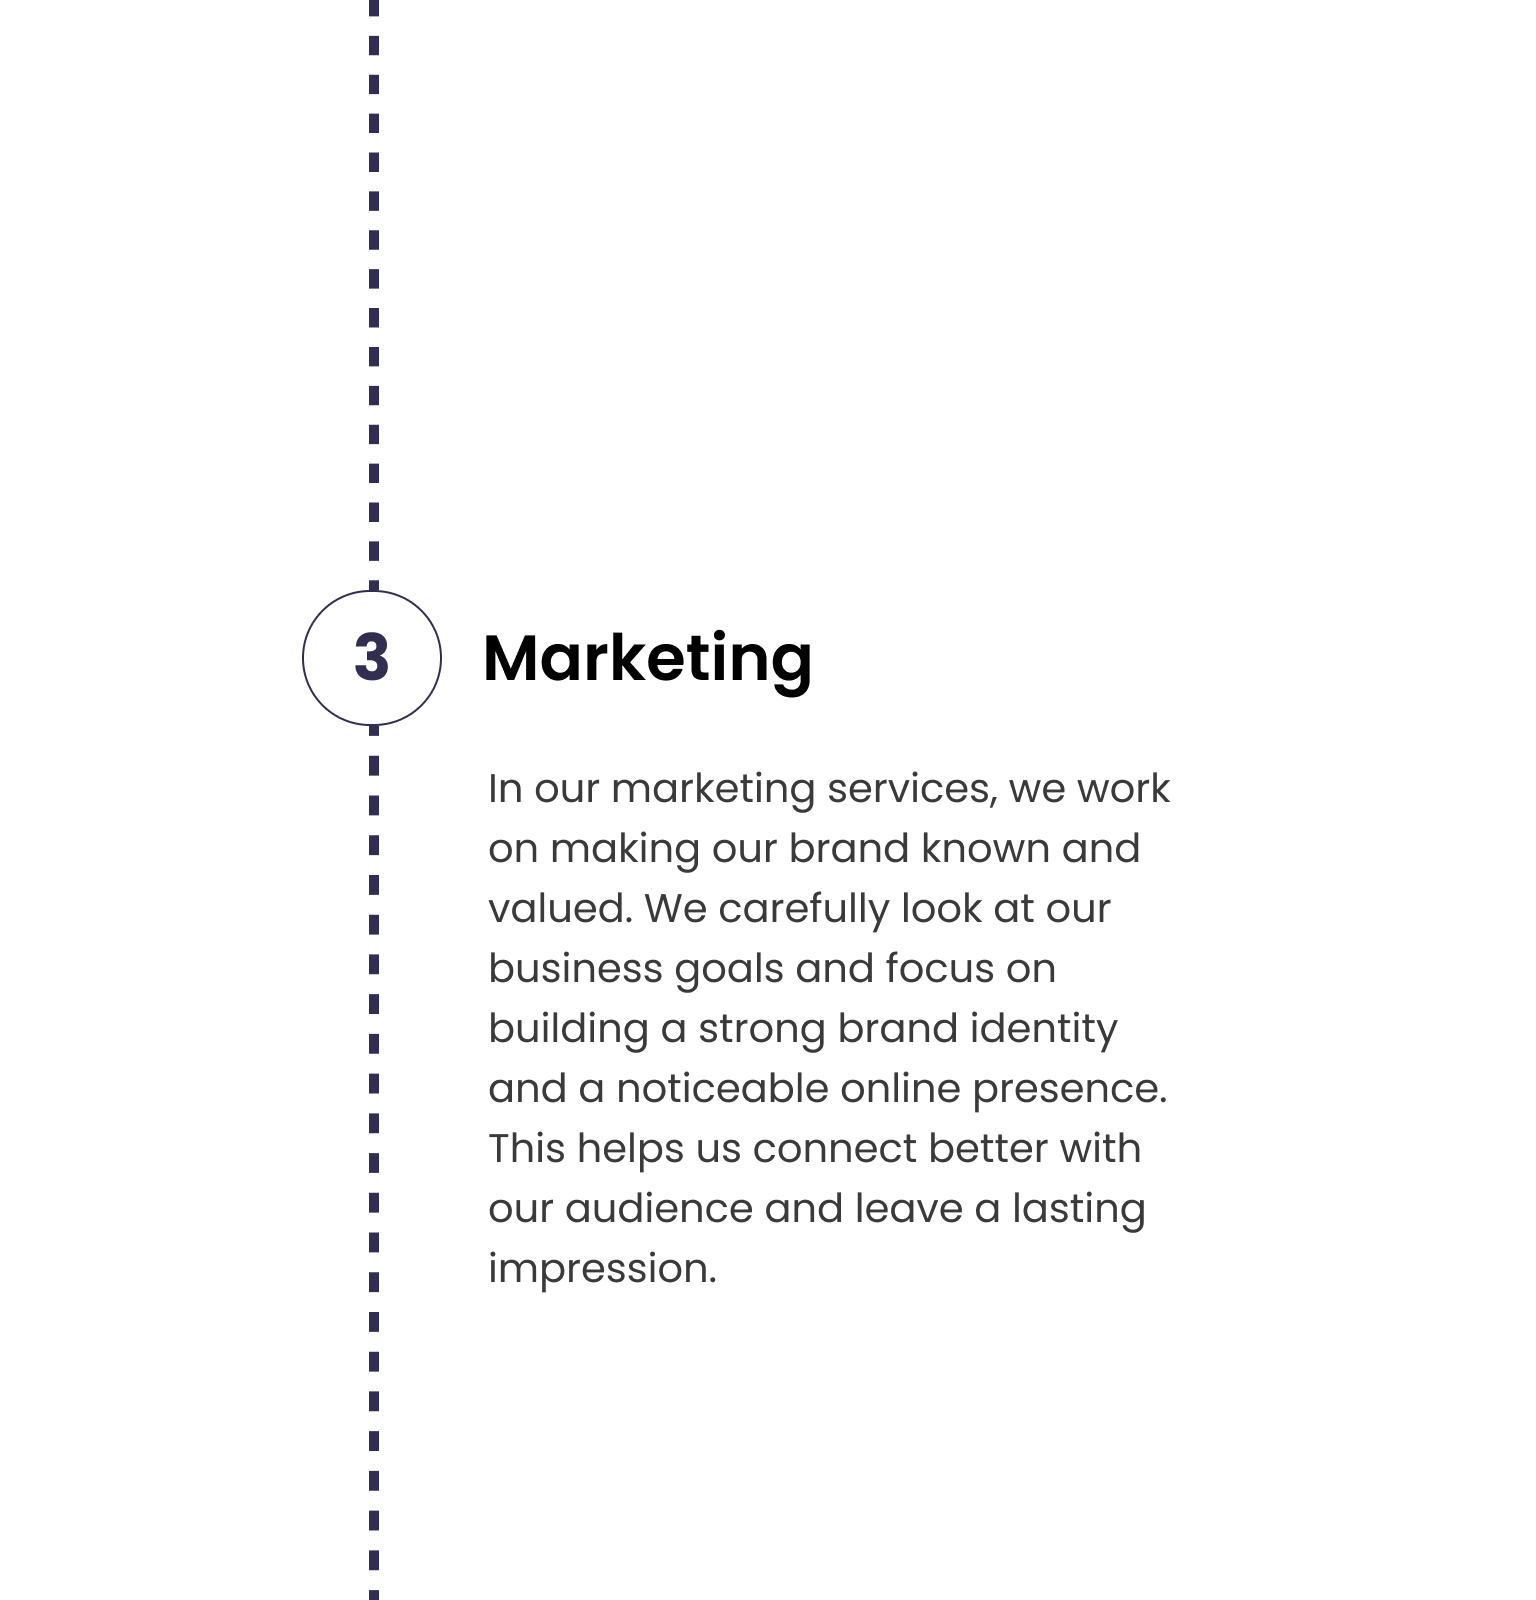 3 Marketing
In our marketing services, we work
on making our brand known and
valued. We carefully look at our
business goals and focus on
building a strong brand identity
and a noticeable online presence.
This helps us connect better with
our audience and leave a lasting
impression.